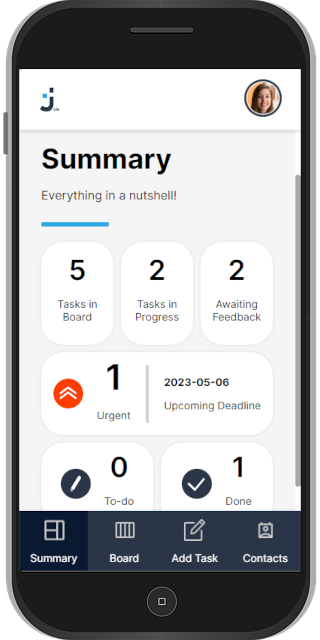 Summary
Everything in a nutshell!
5
Tasks in
Board
2
Tasks in
Progress
2
Awaiting
Feedback
1
Urgent
2023-05-06
Upcoming Deadline
0
To-do
1
Done
Summary
Board
Add Task
Contacts